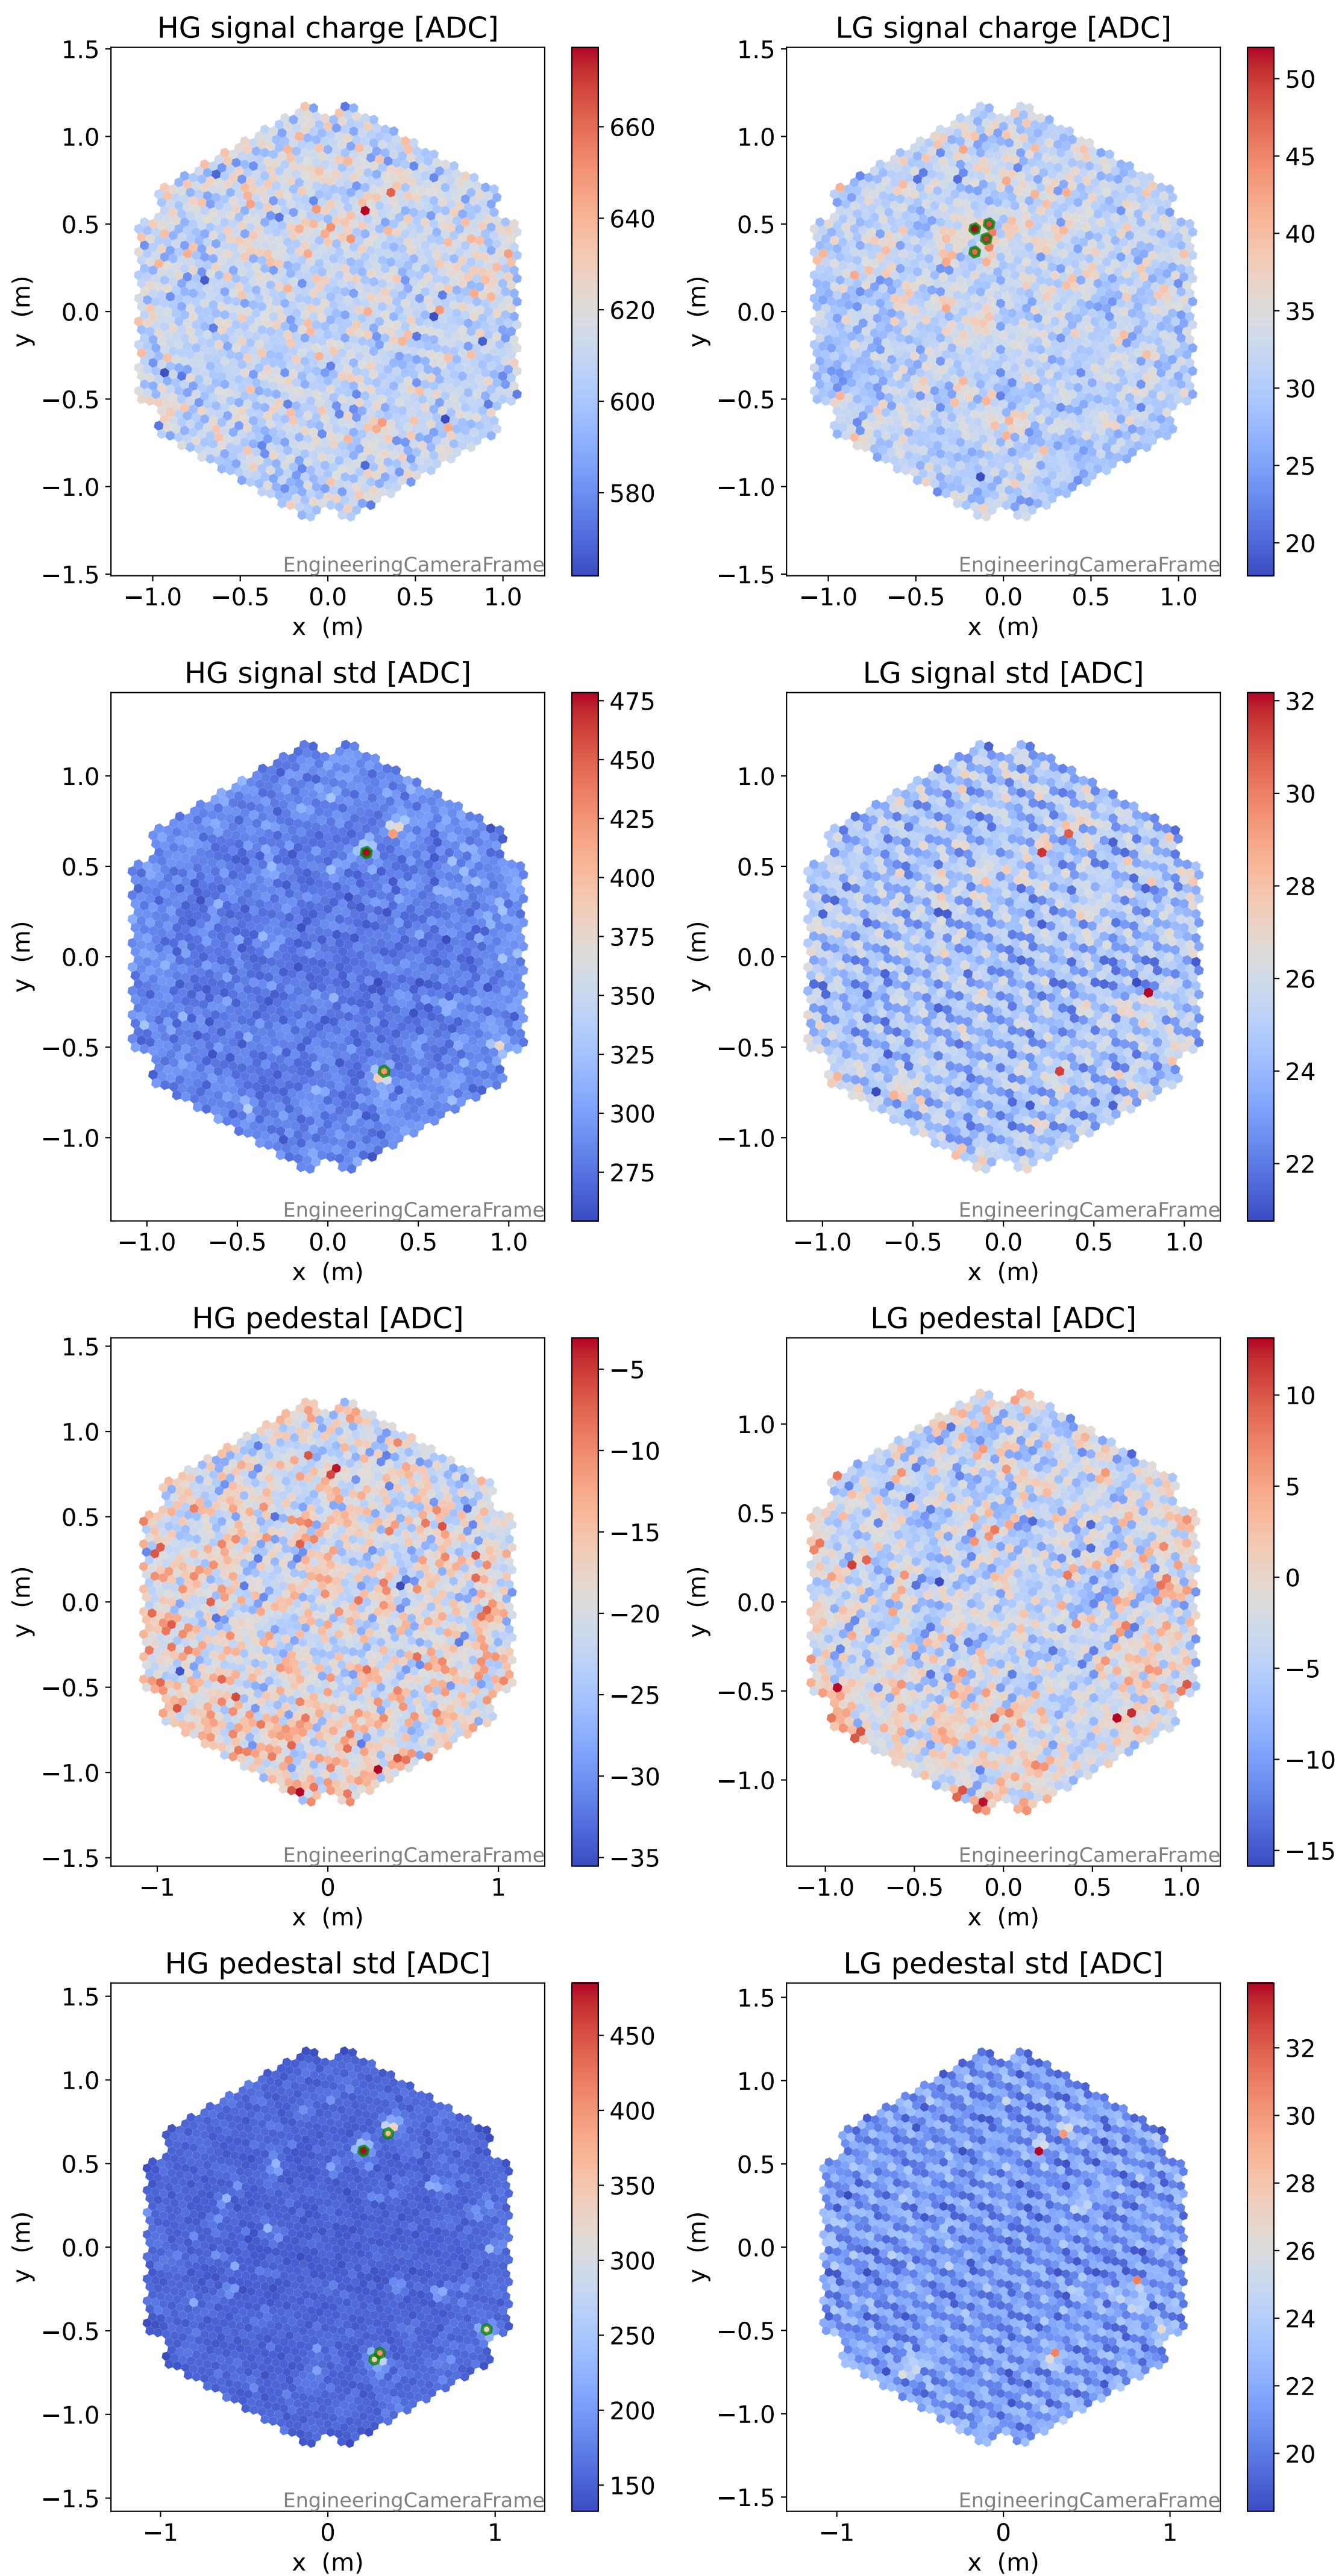 HG signal charge [ADC]
1.5
1.0
0.5
0.0
−0.5
−1.0
−1.5
y (m)
−1.0 −0.5 0.0 0.5 1.0
x (m)
EngineeringCameraFrame
660
640
620
600
580
LG signal charge [ADC]
1.5
1.0
0.5
0.0
−0.5
−1.0
−1.5
y (m)
−1.0 −0.5 0.0 0.5 1.0
x (m)
EngineeringCameraFrame
50
45
40
35
30
25
20
HG signal std [ADC]
1.0
0.5
0.0
−0.5
−1.0
y (m)
−1.0 −0.5 0.0 0.5 1.0
x (m)
EngineeringCameraFrame
475
450
425
400
375
350
325
300
275
LG signal std [ADC]
1.0
0.5
0.0
−0.5
−1.0
y (m)
−1.0 −0.5 0.0 0.5 1.0
x (m)
EngineeringCameraFrame
32
30
28
26
24
22
HG pedestal [ADC]
1.5
1.0
0.5
0.0
−0.5
−1.0
−1.5
y (m)
−1 0 1
x (m)
EngineeringCameraFrame
−5
−10
−15
−20
−25
−30
−35
LG pedestal [ADC]
1.0
0.5
0.0
−0.5
−1.0
y (m)
−1.0 −0.5 0.0 0.5 1.0
x (m)
EngineeringCameraFrame
10
5
0
−5
−10
−15
HG pedestal std [ADC]
1.5
1.0
0.5
0.0
−0.5
−1.0
−1.5
y (m)
−1 0 1
x (m)
EngineeringCameraFrame
450
400
350
300
250
200
150
LG pedestal std [ADC]
1.5
1.0
0.5
0.0
−0.5
−1.0
−1.5
y (m)
−1 0 1
x (m)
EngineeringCameraFrame
32
30
28
26
24
22
20